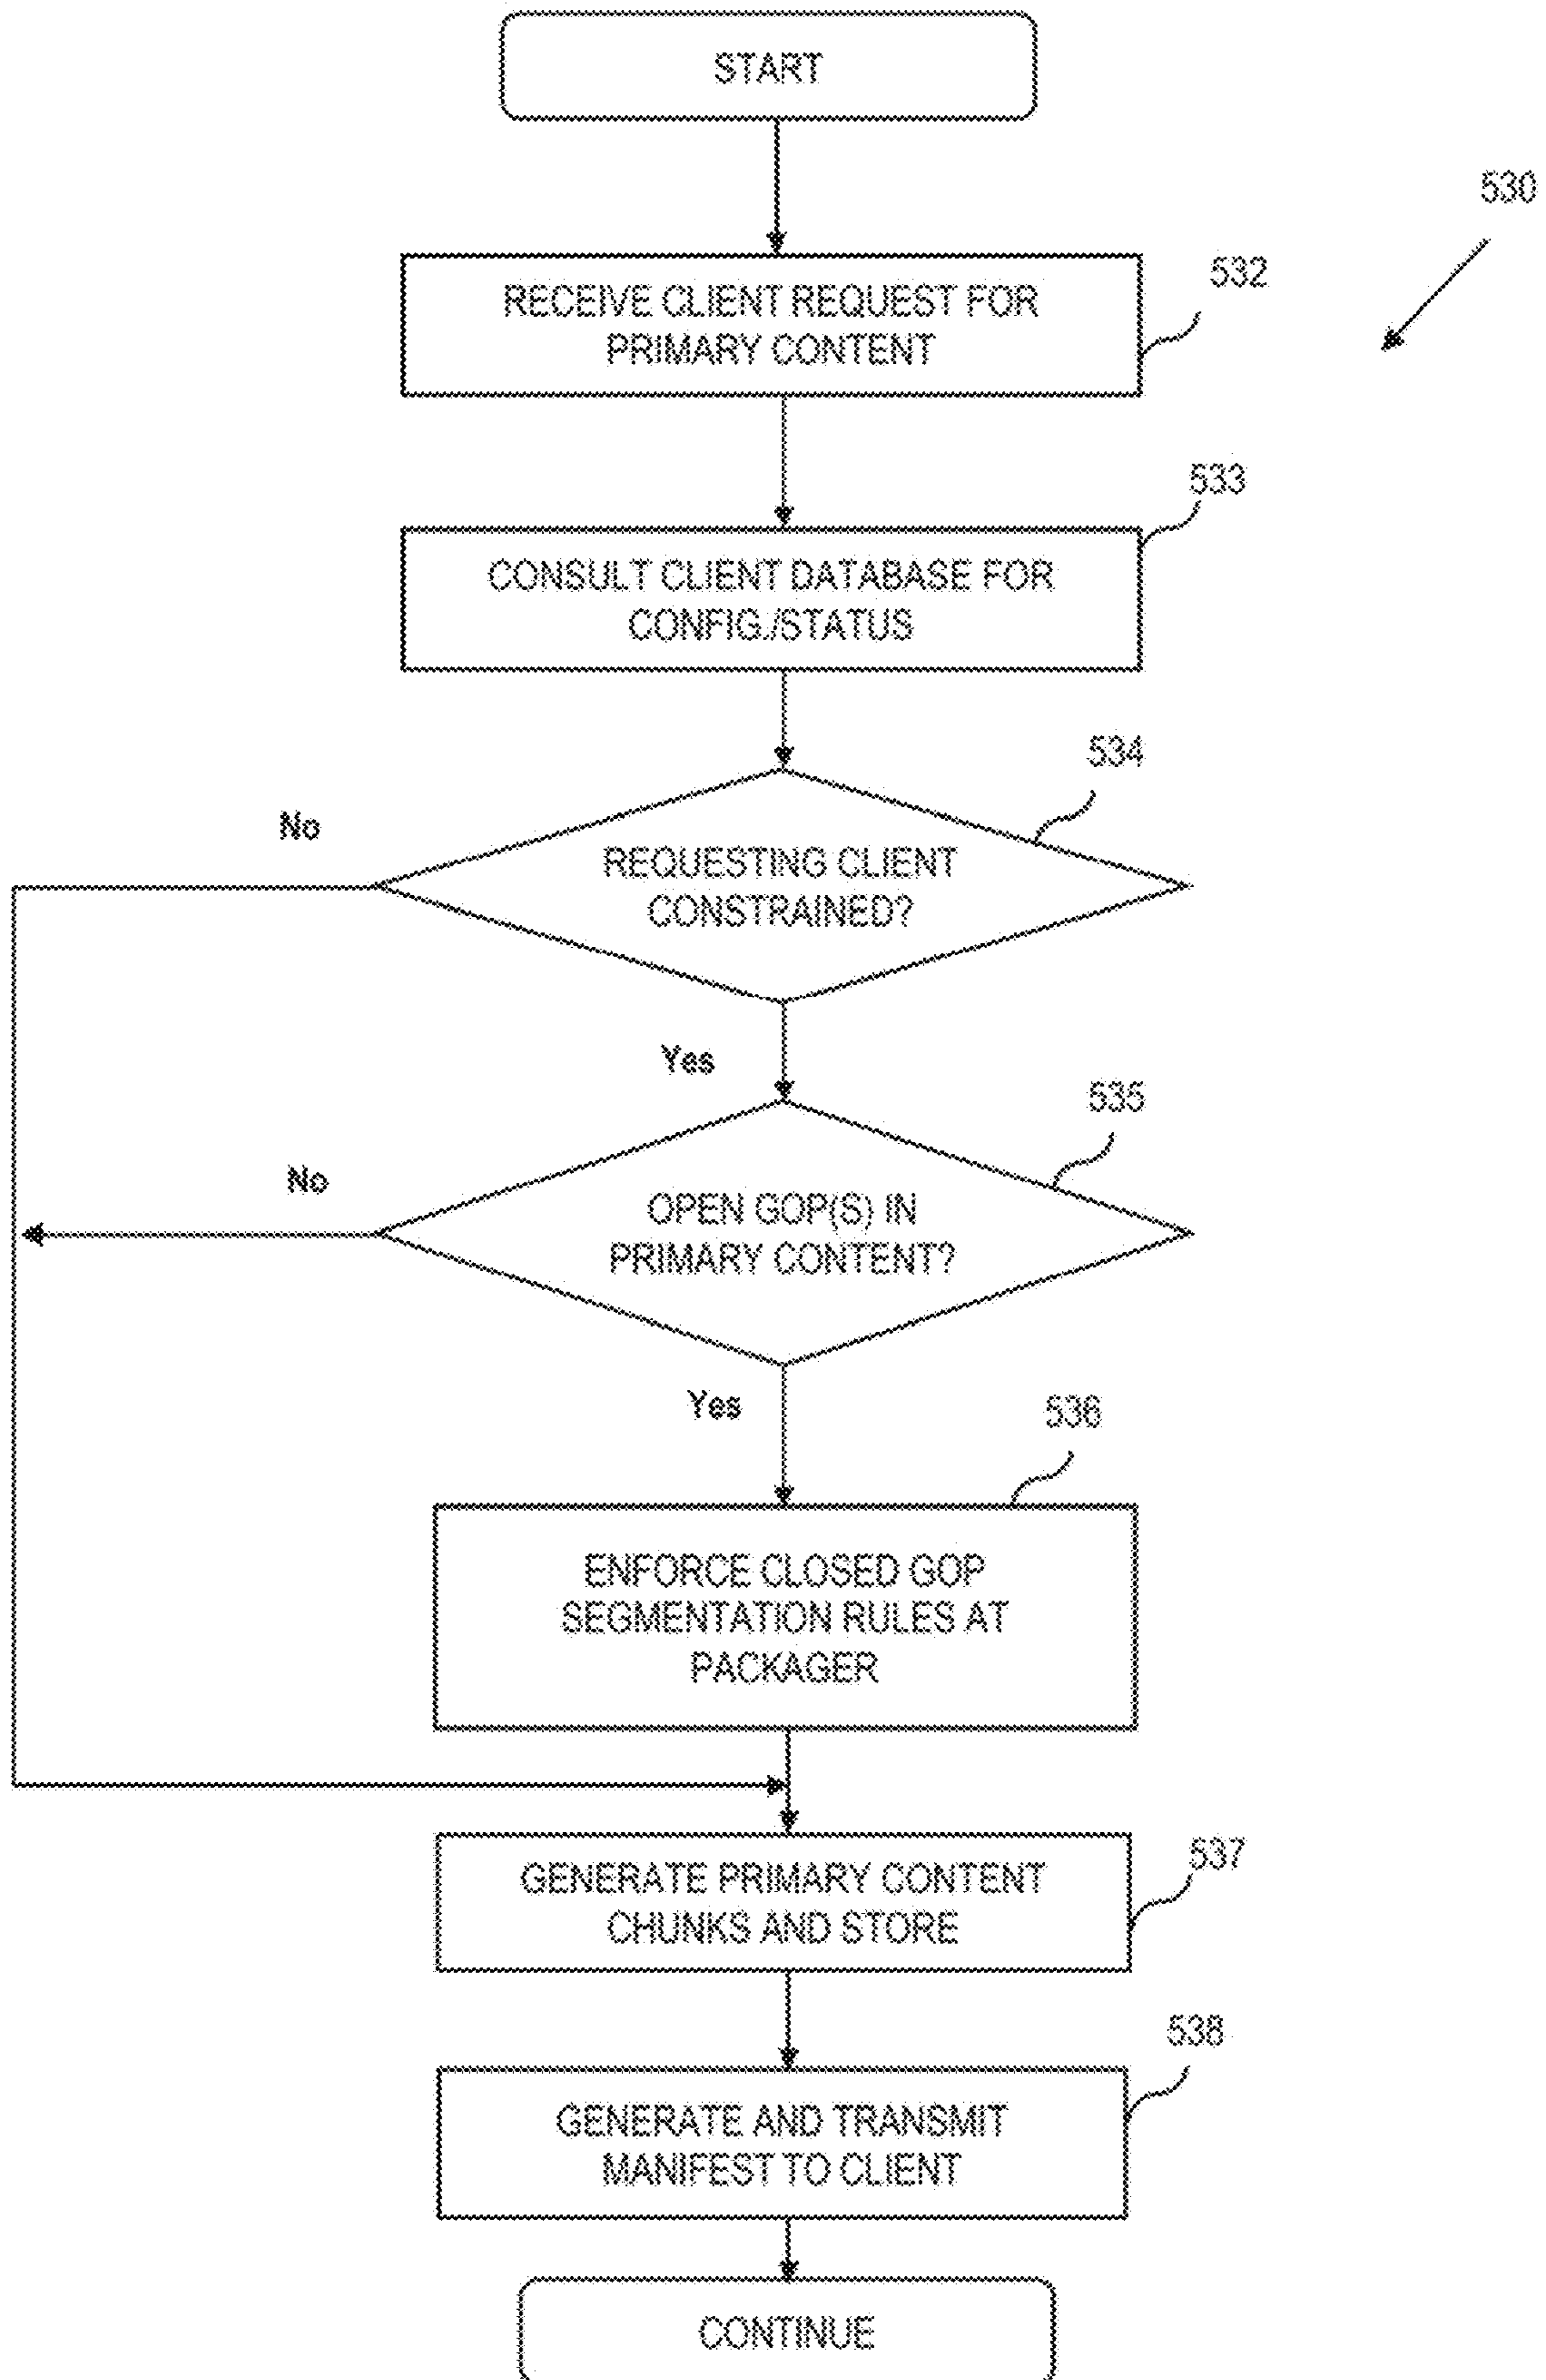 START
530
532
RECEIVE CLIENT REQUEST FOR
PRIMARY CONTENT
533
CONSULT CLIENT DATABASE FOR
CONFIG./STATUS
534
No
REQUESTING CLIENT
CONSTRAINED?
Yes
535
No
OPEN GOP(S) IN
PRIMARY CONTENT?
Yes
536
ENFORCE CLOSED GOP
SEGMENTATION RULES AT
PACKAGER
537
GENERATE PRIMARY CONTENT
CHUNKS AND STORE
538
GENERATE AND TRANSMIT
MANIFEST TO CLIENT
CONTINUE